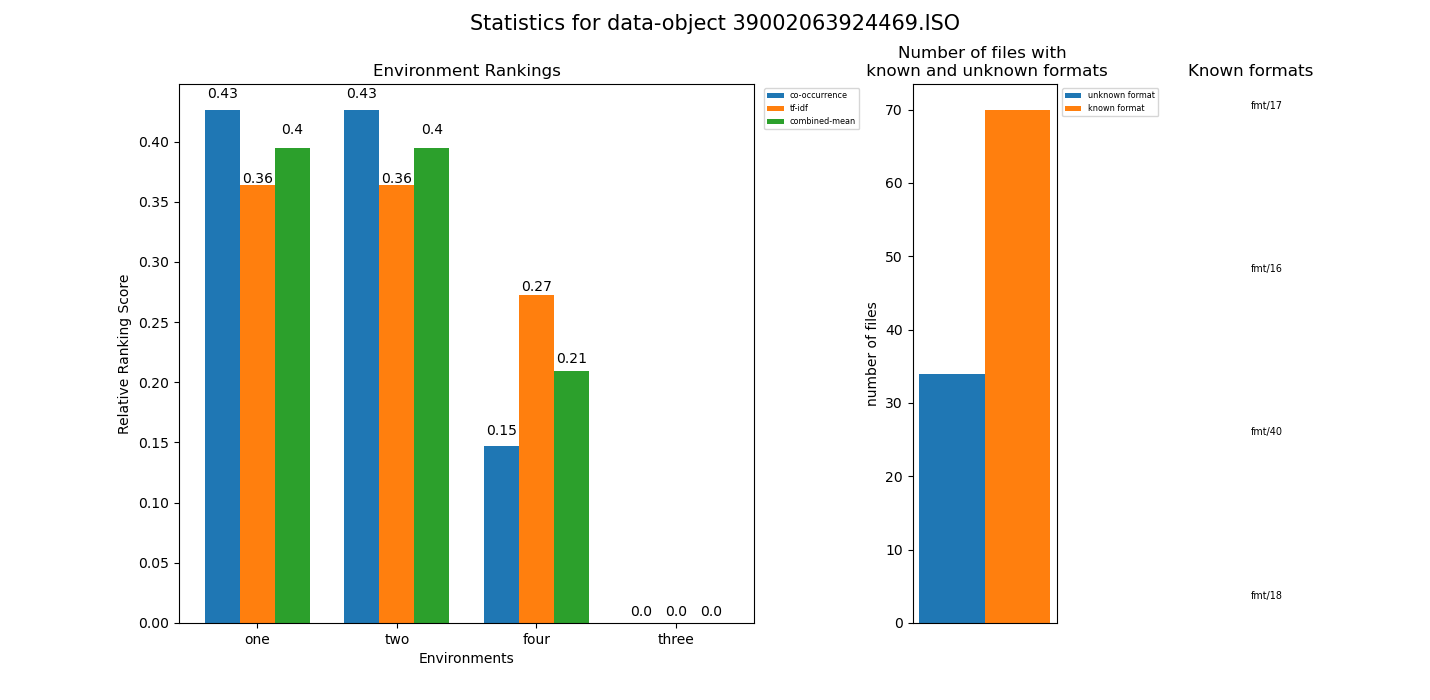 Statistics for data-object 39002063924469.ISO
Environment Rankings
0.43
0.36
0.4
0.43
0.36
0.4
0.15
0.27
0.21
0.0
0.0
0.0
0.40
0.35
0.30
0.25
0.20
0.15
0.10
0.05
0.00
Relative Ranking Score
one
two
four
three
Environments
co-occurrence
tf-idf
combined-mean
Number of files with
known and unknown formats
70
60
50
40
30
20
10
0
number of files
unknown format
known format
Known formats
fmt/17
fmt/16
fmt/40
fmt/18